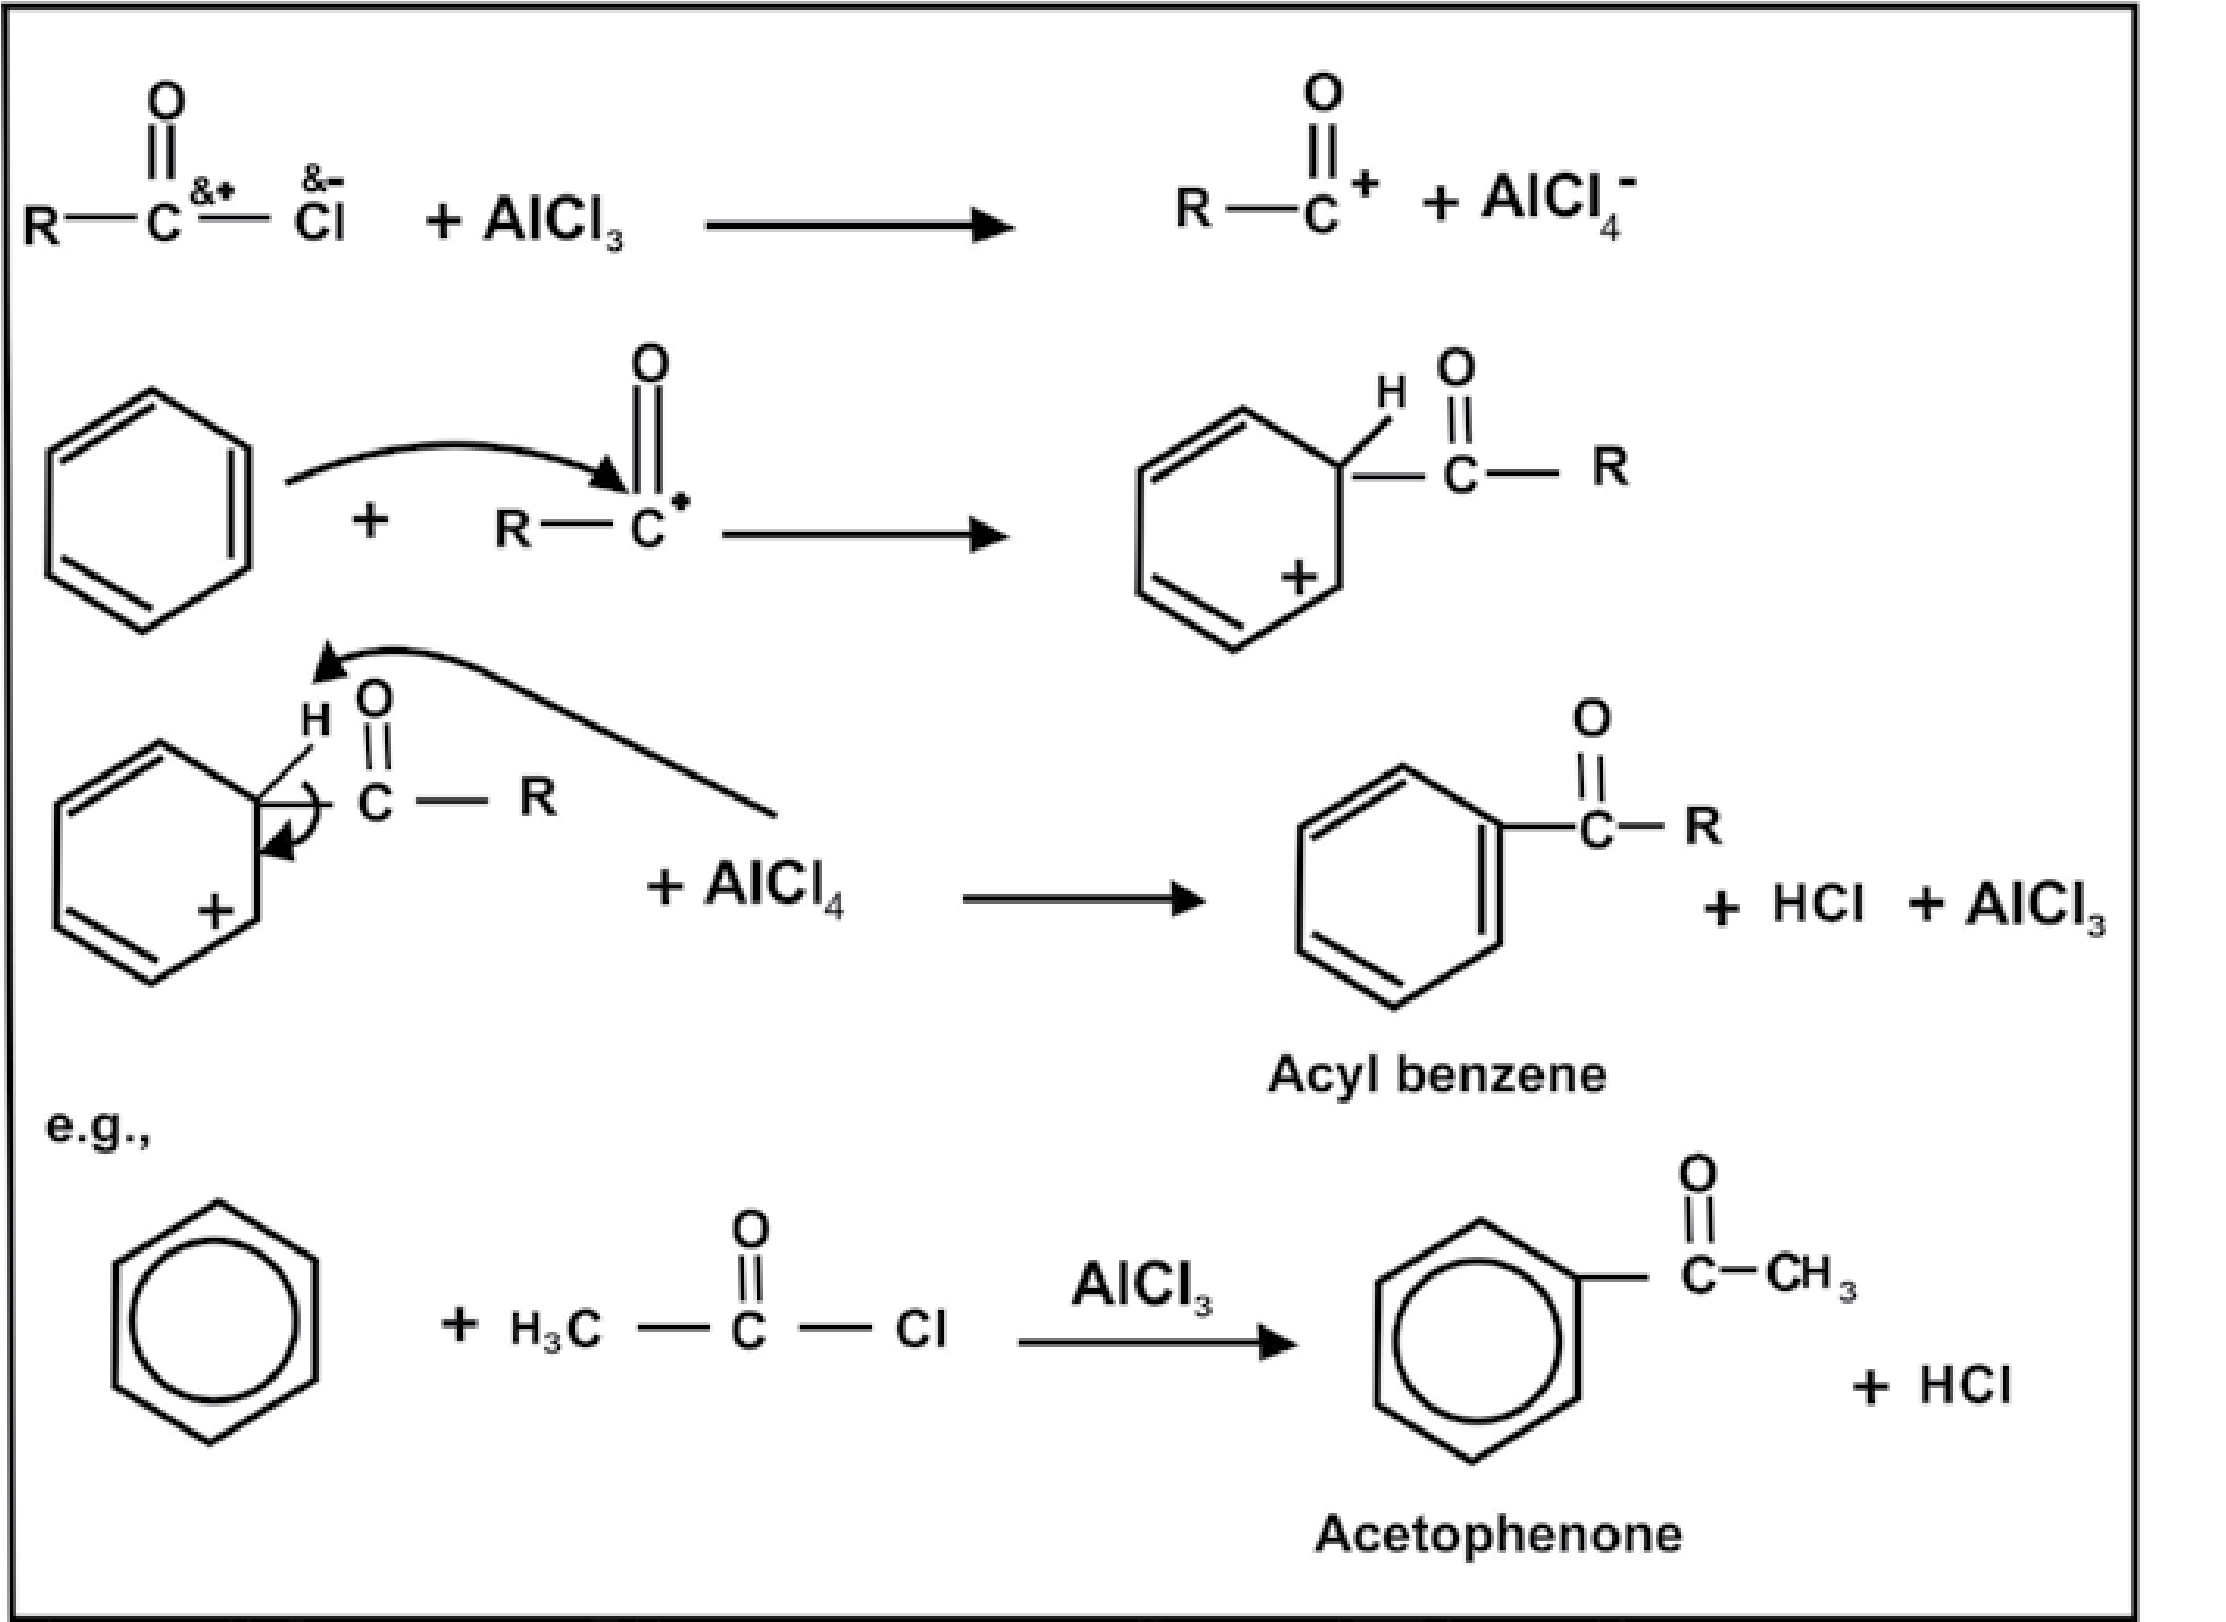 O
R — C &+ — Cl &- + AlCl3 → R — C+ + AlCl4-
O
O
H O
+ R — C+ → + C — R
H O
O
C — R + AlCl4 → C — R + HCl + AlCl3
+
Acyl benzene
e.g.,
O
O
+ H3C — C — Cl AlCl3 → C — CH3
+ HCl
Acetophenone